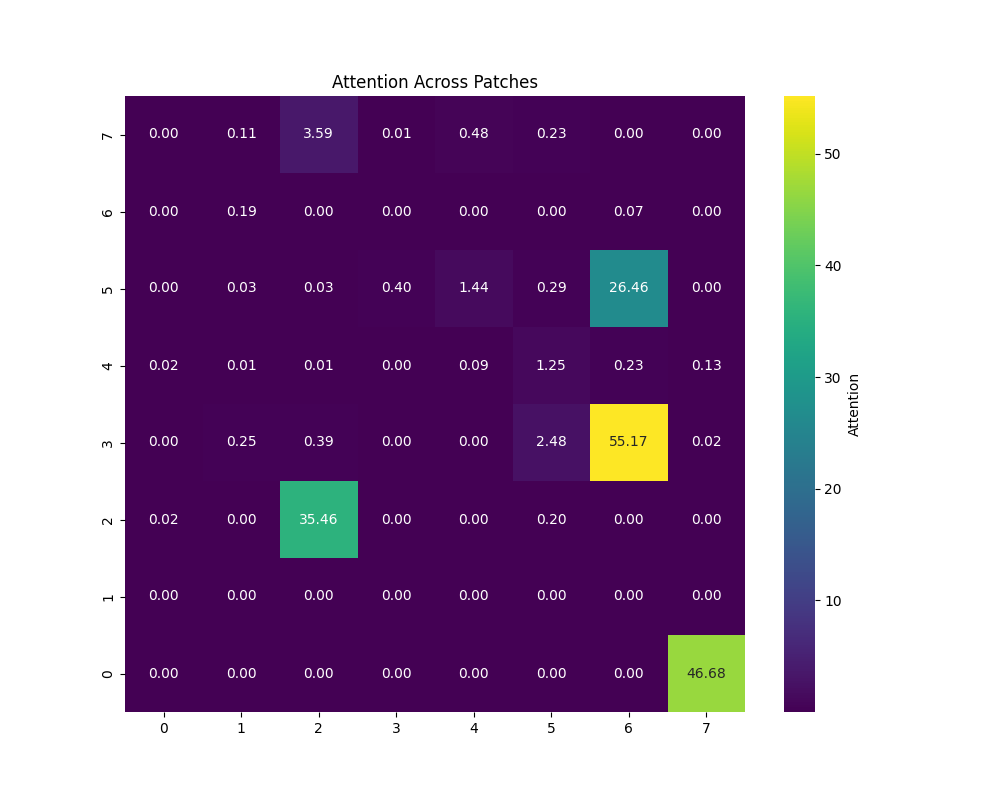 Attention Across Patches
7 0.00 0.11 3.59 0.01 0.48 0.23 0.00 0.00
50
6 0.00 0.19 0.00 0.00 0.00 0.00 0.07 0.00
40
5 0.00 0.03 0.03 0.40 1.44 0.29 26.46 0.00
4 0.02 0.01 0.01 0.00 0.09 1.25 0.23 0.13
30
Attention
3 0.00 0.25 0.39 0.00 0.00 2.48 55.17 0.02
20
2 0.02 0.00 35.46 0.00 0.00 0.20 0.00 0.00
1 0.00 0.00 0.00 0.00 0.00 0.00 0.00 0.00
10
0 0.00 0.00 0.00 0.00 0.00 0.00 0.00 46.68
0 1 2 3 4 5 6 7